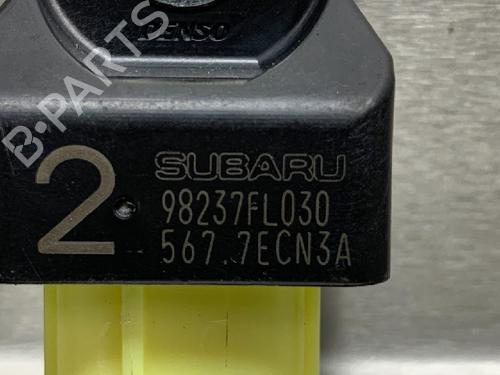 DENSO
B-PARTS
2
SUBARU
98237FL030
567.7ECN3A